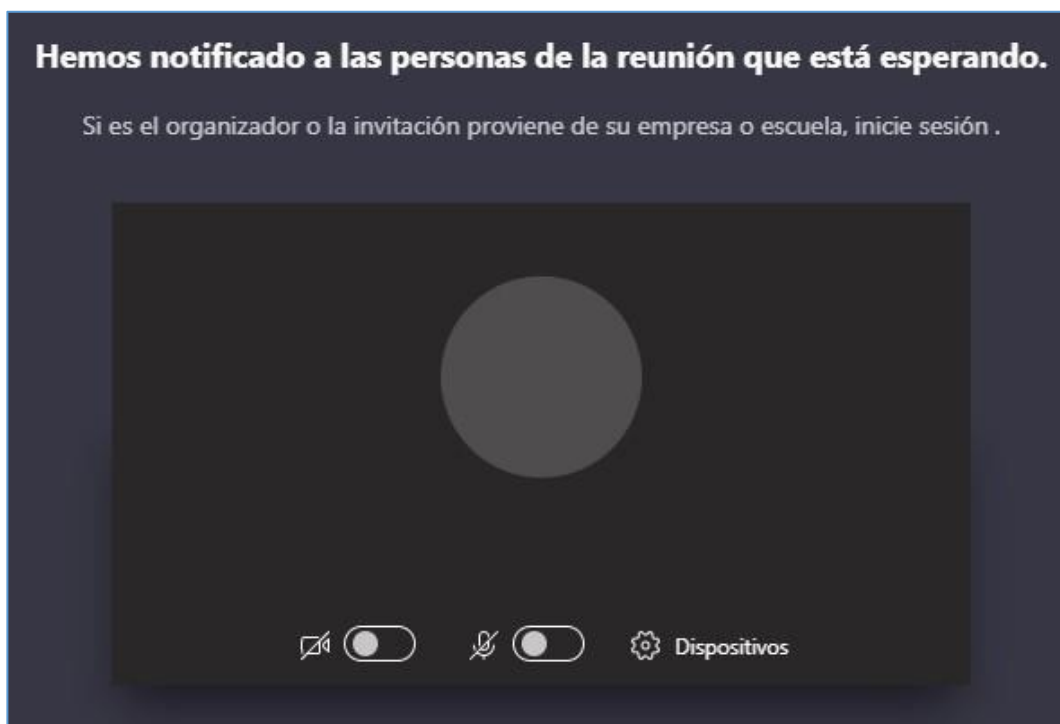 Hemos notificado a las personas de la reunión que está esperando.
Si es el organizador o la invitación proviene de su empresa o escuela, inicie sesión .
Dispositivos